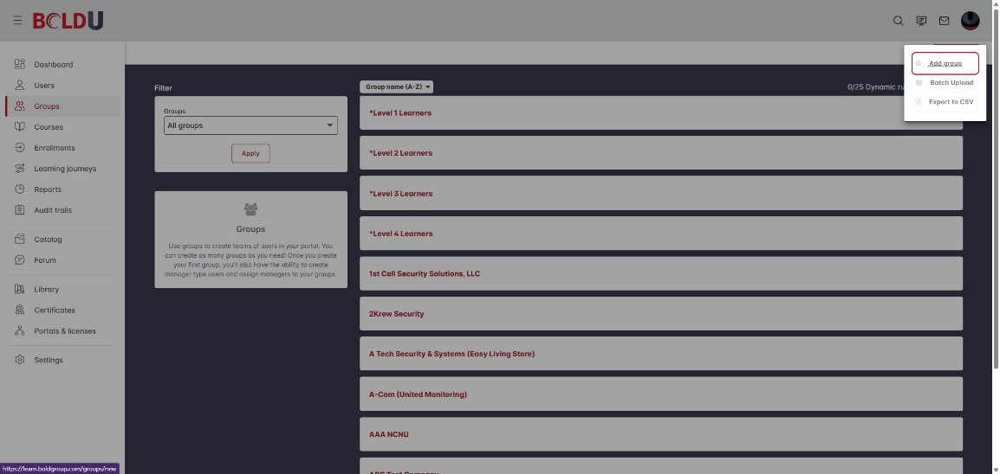 BOLDU
Dashboard
Users
Groups
Courses
Enrollments
Learning journeys
Reports
Audit trails
Catalog
Forum
Library
Certificates
Portals & licenses
Settings
https://learn.boldgroup.com/groups/new
Filter
Groups
All groups
Apply
Groups
Use groups to create teams of users in your portal. You
can create as many groups as you need! Once you create
your first group, you'll also have the ability to create
manager type users and assign managers to your groups.
Group name (A-Z)
0/25 Dynamic ru
*Level 1 Learners
*Level 2 Learners
*Level 3 Learners
*Level 4 Learners
1st Call Security Solutions, LLC
2Krew Security
A Tech Security & Systems (Easy Living Store)
A-Com (United Monitoring)
AAA NCNU
Add group
Batch Upload
Export to CSV